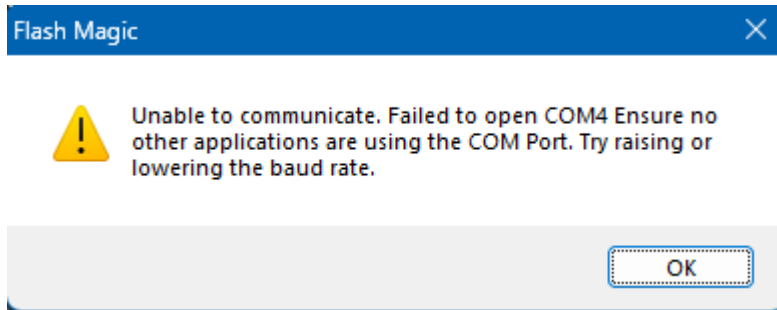 Flash Magic
Unable to communicate. Failed to open COM4 Ensure no
other applications are using the COM Port. Try raising or
lowering the baud rate.
OK